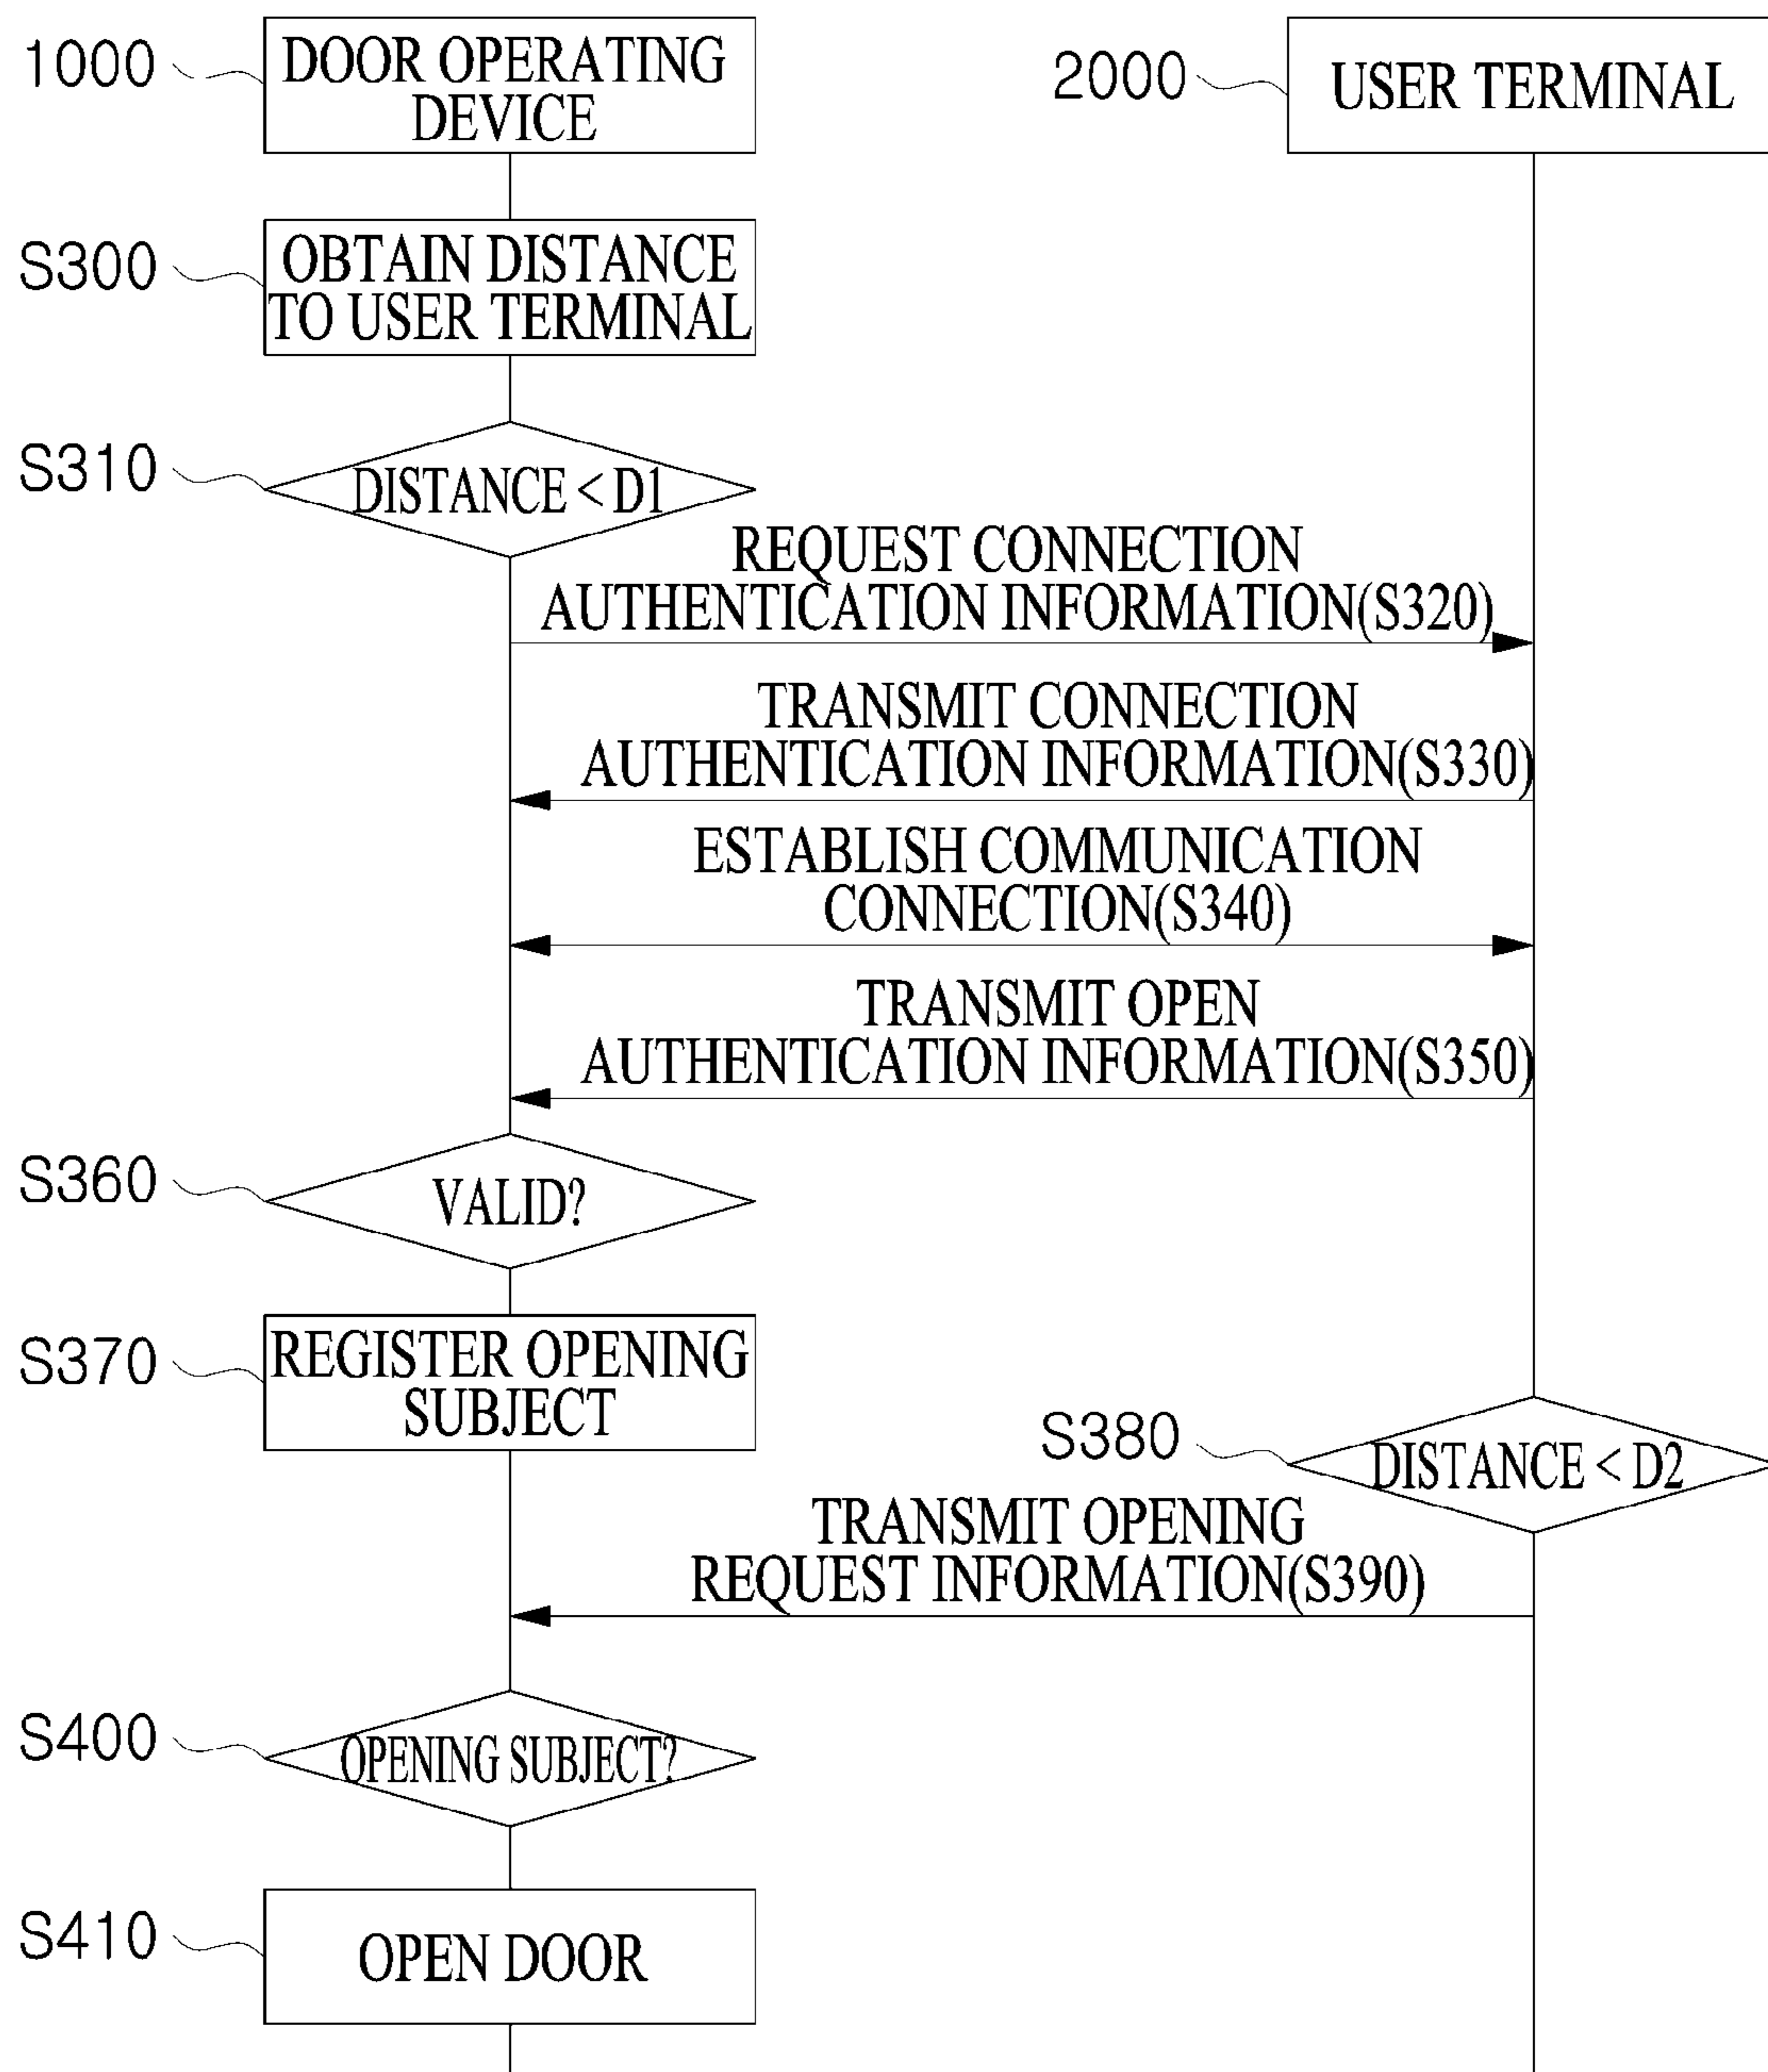 1000
DOOR OPERATING
DEVICE
2000
USER TERMINAL
S300
OBTAIN DISTANCE
TO USER TERMINAL
S310
DISTANCE < D1
REQUEST CONNECTION
AUTHENTICATION INFORMATION(S320)
TRANSMIT CONNECTION
AUTHENTICATION INFORMATION(S330)
ESTABLISH COMMUNICATION
CONNECTION(S340)
TRANSMIT OPEN
AUTHENTICATION INFORMATION(S350)
S360
VALID?
S370
REGISTER OPENING
SUBJECT
S380
DISTANCE < D2
TRANSMIT OPENING
REQUEST INFORMATION(S390)
S400
OPENING SUBJECT?
S410
OPEN DOOR